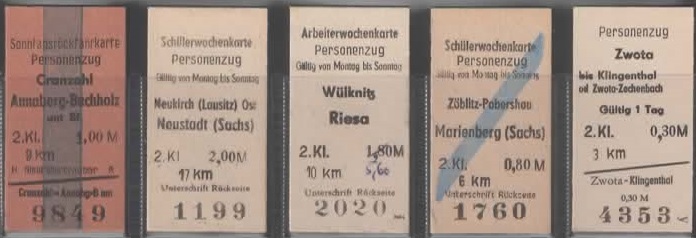 Sonntagsrückfahrkarte
Personenzug
Cranzahl
Annaberg-Buchholz
2.Kl. 1,00 M
9 km
9849
Schülerwochenkarte
Personenzug
Gültig von Montag bis Sonntag
Neukirch (Lausitz) Ost
Neustadt (Sachs)
2.Kl 2,00M
17 km
Unterschrift Rückseite
1199
Arbeiterwochenkarte
Personenzug
Gültig von Montag bis Sonntag
Wülknitz
Riesa
2.Kl. 1,80M
10 km 5,60
Unterschrift Rückseite
2020
Schülerwochenkarte
Personenzug
Gültig von Montag bis Sonntag
Zöblitz-Pobershau
Marienberg (Sachs)
2.Kl. 0,80 M
6 km
Unterschrift Rückseite
1760
Personenzug
Zwota
bis Klingenthal
od Zwota-Zechenbach
Gültig 1 Tag
2.Kl. 0,30M
3 km
Zwota-Klingenthal
0,30 M
4353